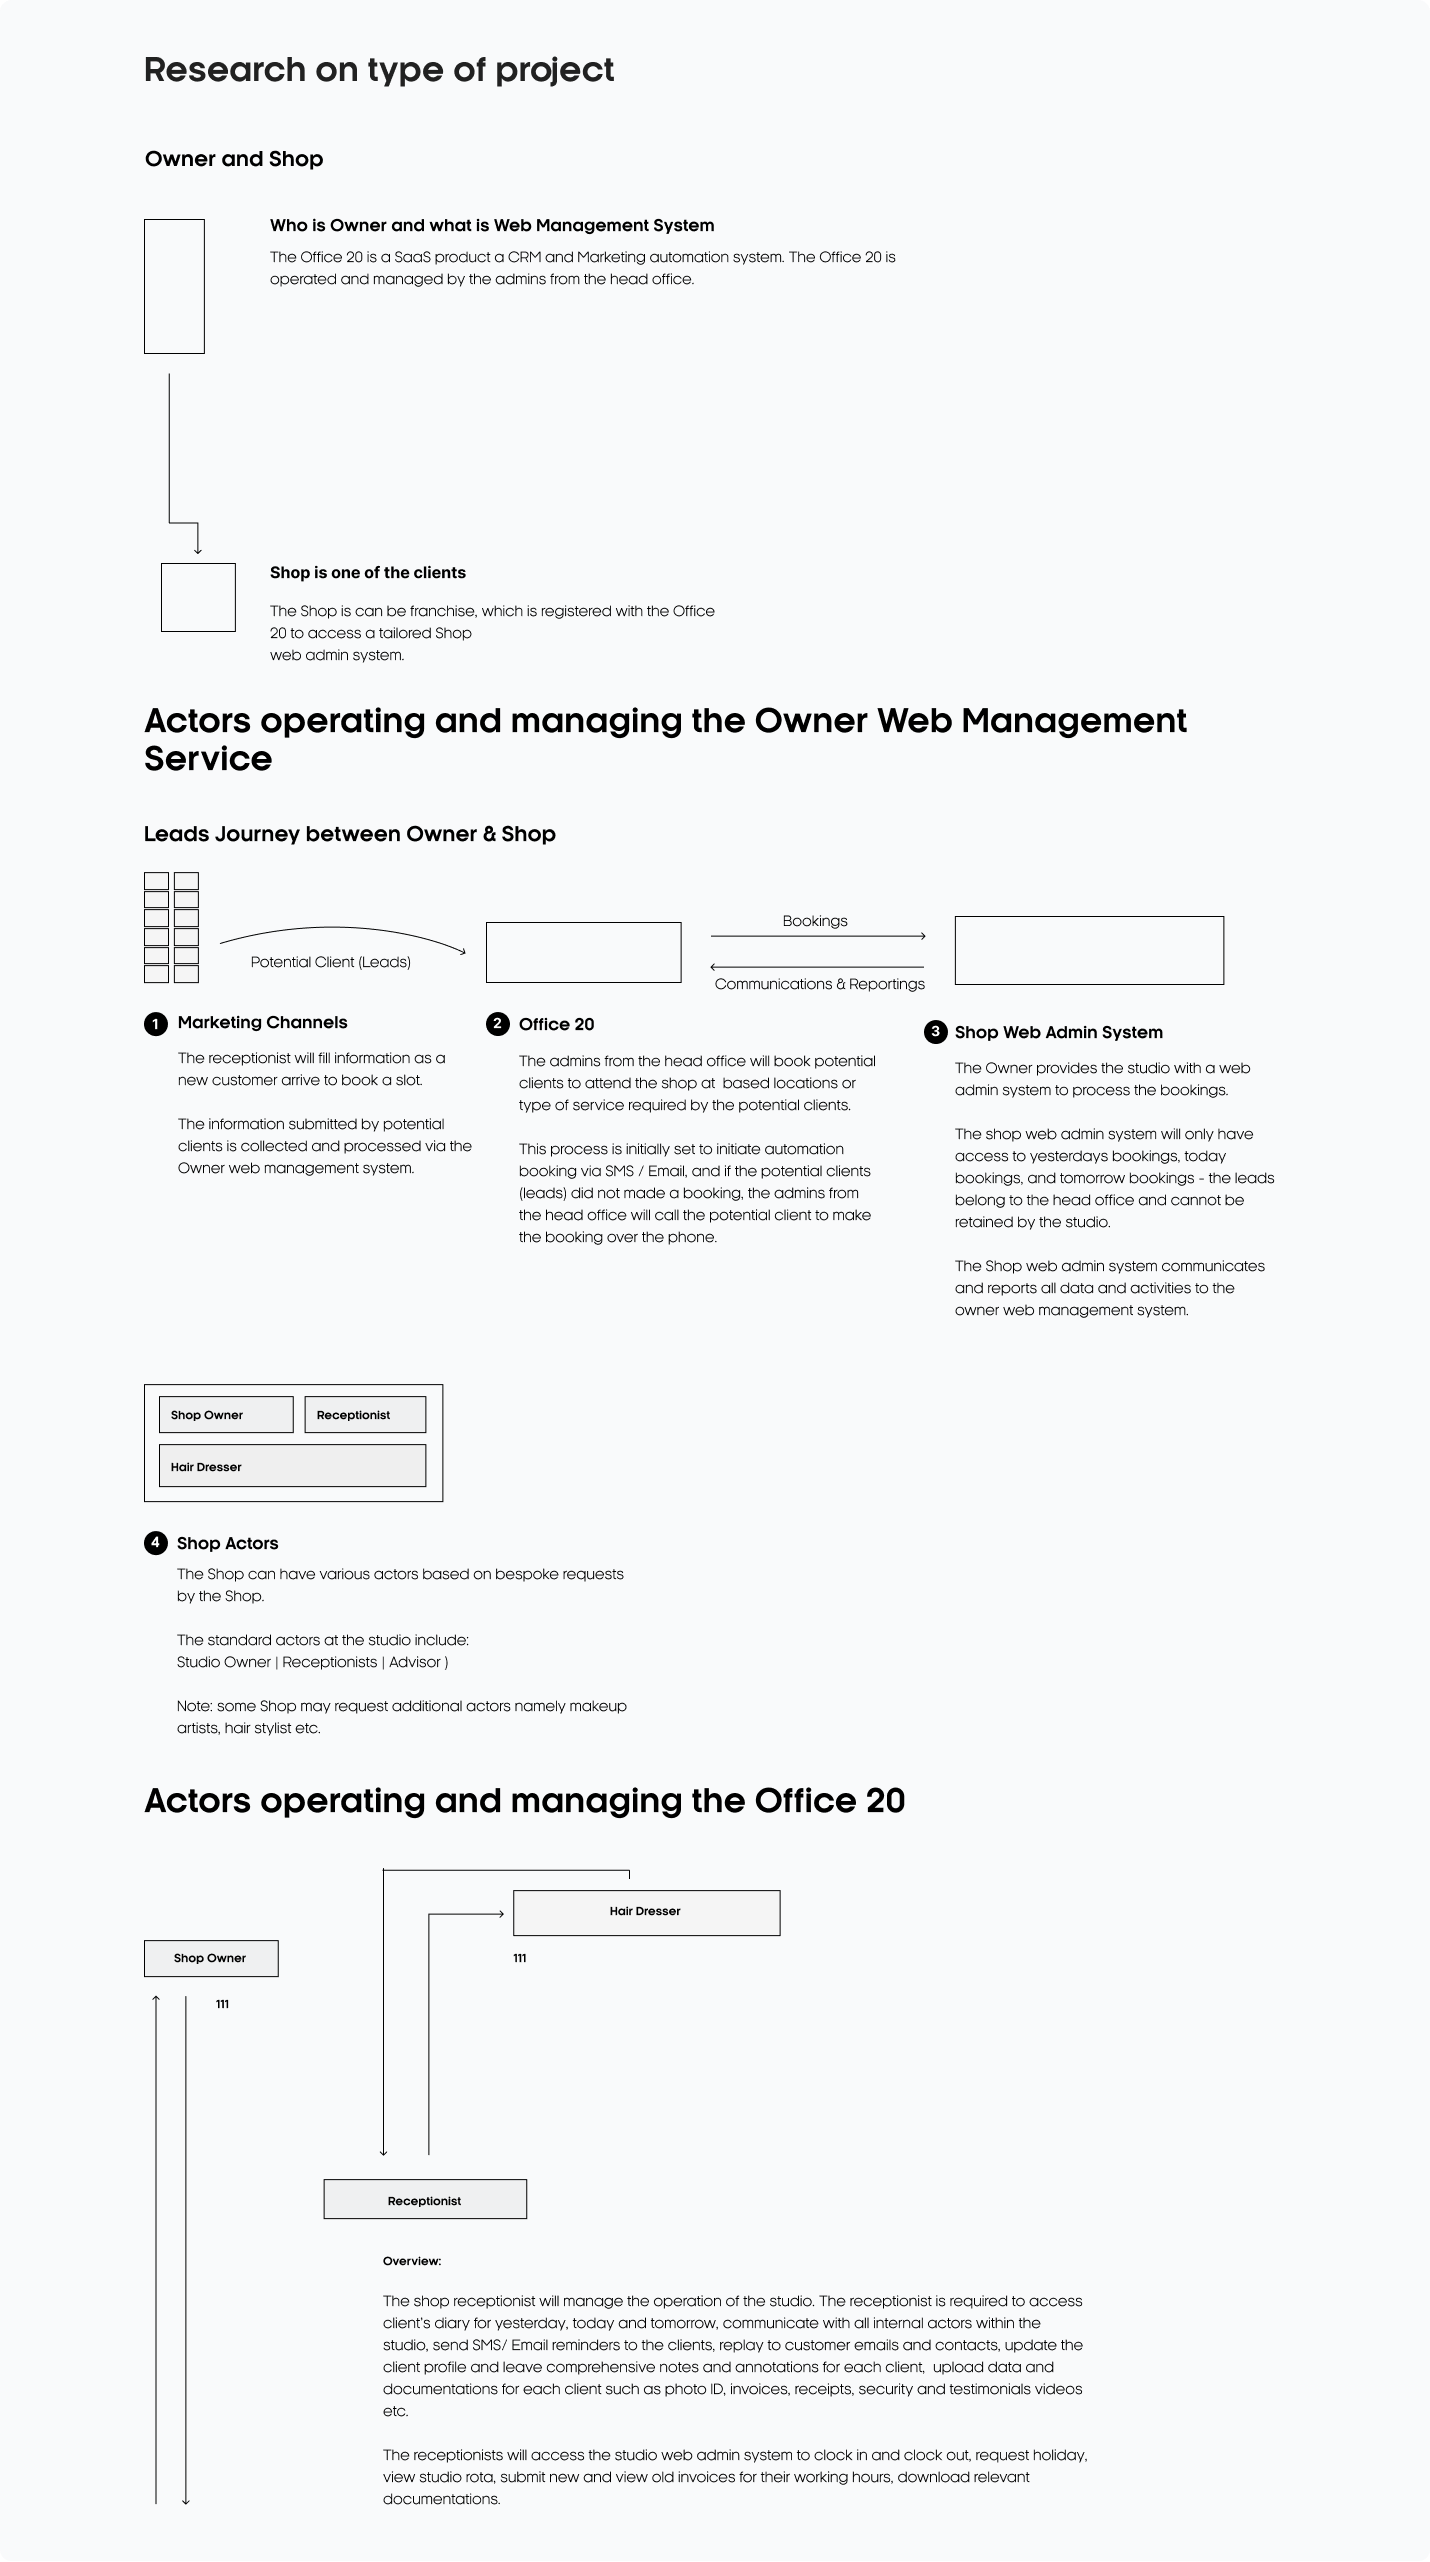 Research on type of project
Owner and Shop
Who is Owner and what is Web Management System
The Office 20 is a SaaS product a CRM and Marketing automation system. The Office 20 is
operated and managed by the admins from the head office.
Shop is one of the clients
The Shop is can be franchise, which is registered with the Office
20 to access a tailored Shop
web admin system.
Actors operating and managing the Owner Web Management
Service
Leads Journey between Owner & Shop
Potential Client (Leads)
Bookings
Communications & Reportings
1 Marketing Channels
The receptionist will fill information as a
new customer arrive to book a slot.
The information submitted by potential
clients is collected and processed via the
Owner web management system.
2 Office 20
The admins from the head office will book potential
clients to attend the shop at  based locations or
type of service required by the potential clients.
This process is initially set to initiate automation
booking via SMS / Email, and if the potential clients
(leads) did not made a booking, the admins from
the head office will call the potential client to make
the booking over the phone.
3 Shop Web Admin System
The Owner provides the studio with a web
admin system to process the bookings.
The shop web admin system will only have
access to yesterdays bookings, today
bookings, and tomorrow bookings - the leads
belong to the head office and cannot be
retained by the studio.
The Shop web admin system communicates
and reports all data and activities to the
owner web management system.
Shop Owner
Receptionist
Hair Dresser
4 Shop Actors
The Shop can have various actors based on bespoke requests
by the Shop.
The standard actors at the studio include:
Studio Owner | Receptionists | Advisor )
Note: some Shop may request additional actors namely makeup
artists, hair stylist etc.
Actors operating and managing the Office 20
Hair Dresser
111
Shop Owner
111
Receptionist
Overview:
The shop receptionist will manage the operation of the studio. The receptionist is required to access
client's diary for yesterday, today and tomorrow, communicate with all internal actors within the
studio, send SMS/ Email reminders to the clients, replay to customer emails and contacts, update the
client profile and leave comprehensive notes and annotations for each client,  upload data and
documentations for each client such as photo ID, invoices, receipts, security and testimonials videos
etc.
The receptionists will access the studio web admin system to clock in and clock out, request holiday,
view studio rota, submit new and view old invoices for their working hours, download relevant
documentations.